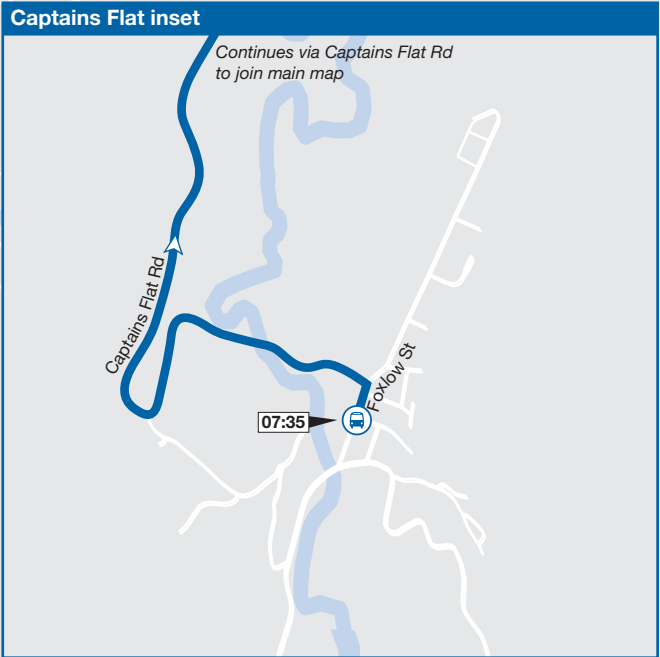 Captains Flat inset
Continues via Captains Flat Rd
to join main map
Captains Flat Rd
Foxlow St
07:35